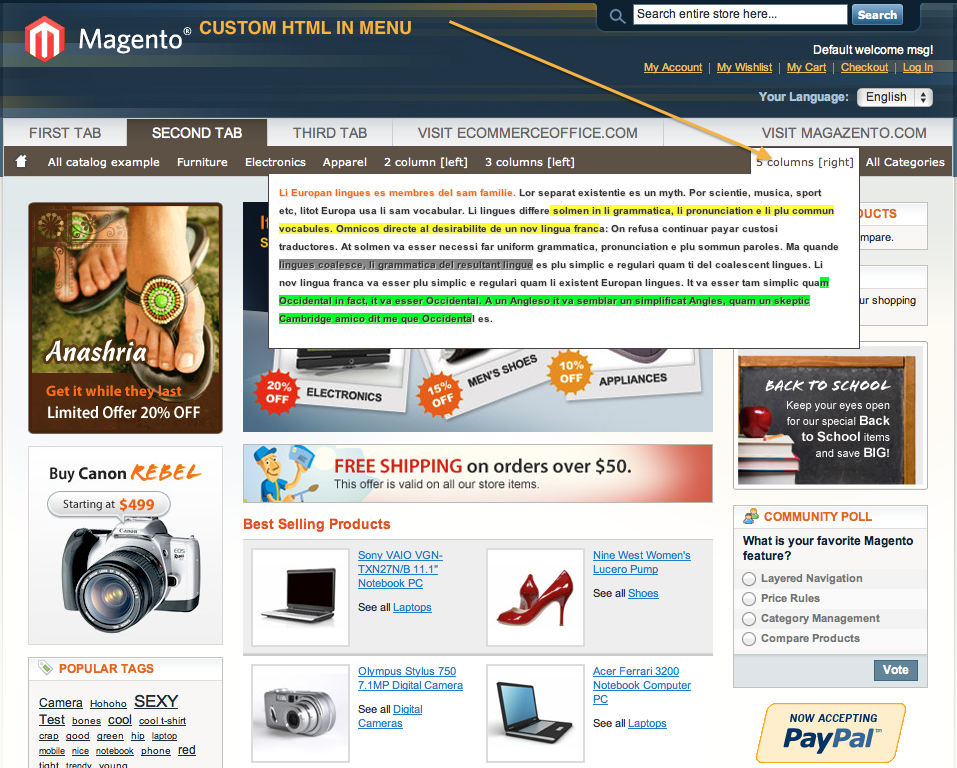 Magento®
CUSTOM HTML IN MENU
Search entire store here...
Search
Default welcome msg!
My Account | My Wishlist | My Cart | Checkout | Log In
Your Language: English
FIRST TAB
SECOND TAB
THIRD TAB
VISIT ECOMMERCEOFFICE.COM
VISIT MAGAZENTO.COM
All catalog example
Furniture
Electronics
Apparel
2 column [left]
3 columns [left]
5 columns [right]
All Categories
Li Europan lingues es membres del sam familie. Lor separat existentie es un myth. Por scientie, musica, sport
etc, litot Europa usa li sam vocabular. Li lingues differe solmen in li grammatica, li pronunciation e li plu commun
vocabules. Omnicos directe al desirabilite de un nov lingua franca: On refusa continuar payar custosi
traductores. At solmen va esser necessi far uniform grammatica, pronunciation e plu sommun paroles. Ma quande
lingues coalesce, li grammatica del resultant lingue es plu simplic e regulari quam ti del coalescent lingues. Li
nov lingua franca va esser plu simplic e regulari quam li existent Europan lingues. It va esser tam simplic quam
Occidental in fact, it va esser Occidental. A un Angleso it va semblar un simplificat Angles, quam un skeptic
Cambridge amico dit me que Occidental es.
Anashria
Get it while they last
Limited Offer 20% OFF
20%
OFF
ELECTRONICS
15%
OFF
MEN'S SHOES
10%
OFF
APPLIANCES
BACK TO SCHOOL
Keep your eyes open
for our special Back
to School items
and save BIG!
Buy Canon REBEL
Starting at $499
Canon
EOS
FREE SHIPPING on orders over $50.
This offer is valid on all our store items.
Best Selling Products
Sony VAIO VGN-
TXN27N/B 11.1"
Notebook PC
See all Laptops
Nine West Women's
Lucero Pump
See all Shoes
Olympus Stylus 750
7.1MP Digital Camera
See all Digital
Cameras
Acer Ferrari 3200
Notebook Computer
PC
See all Laptops
COMMUNITY POLL
What is your favorite Magento
feature?
Layered Navigation
Price Rules
Category Management
Compare Products
Vote
NOW ACCEPTING
PayPal™
POPULAR TAGS
Camera Hohoho SEXY
Test bones cool cool t-shirt
crap good green hip laptop
mobile nice notebook phone red
tight trendy young